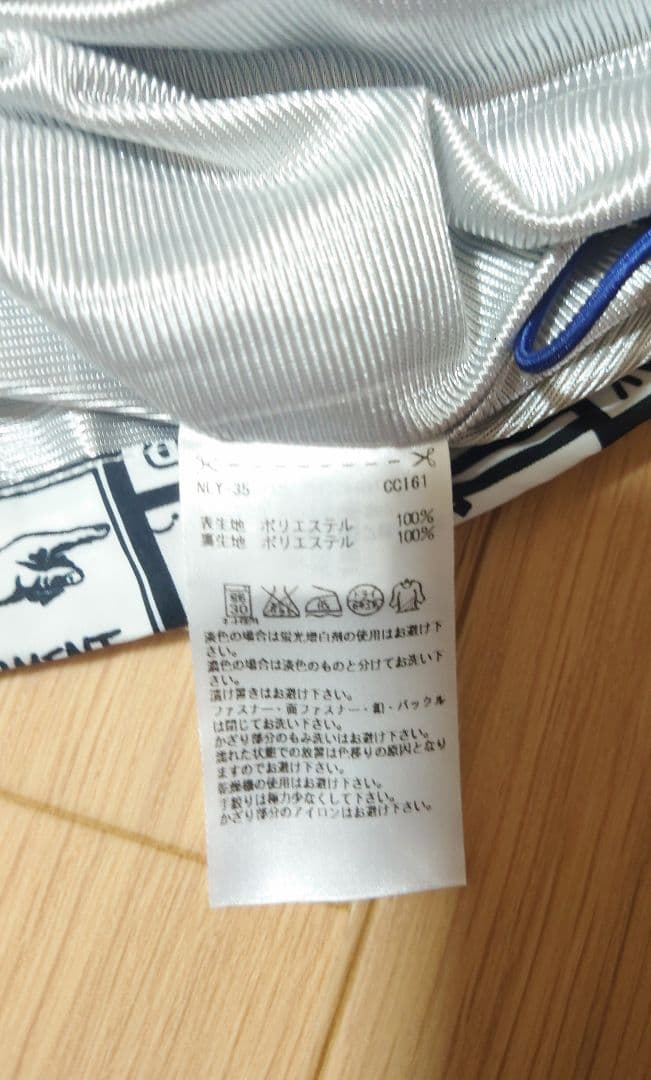 NLY-35 CC161
表生地 ポリエステル 100%
裏生地 ポリエステル 100%
淡色の場合は蛍光増白剤の使用はお避け下
さい。
濃色の場合は淡色のものと分けてお洗い下
さい。
漬け置きはお避け下さい。
ファスナー・面ファスナー・釦・バックル
は閉じてお洗い下さい。
かざり部分のもみ洗いはお避け下さい。
濡れた状態での放置は色移りの原因となり
ますのでお避け下さい。
乾燥機の使用はお避け下さい。
手絞りは極力少なくして下さい。
かざり部分のアイロンはお避け下さい。